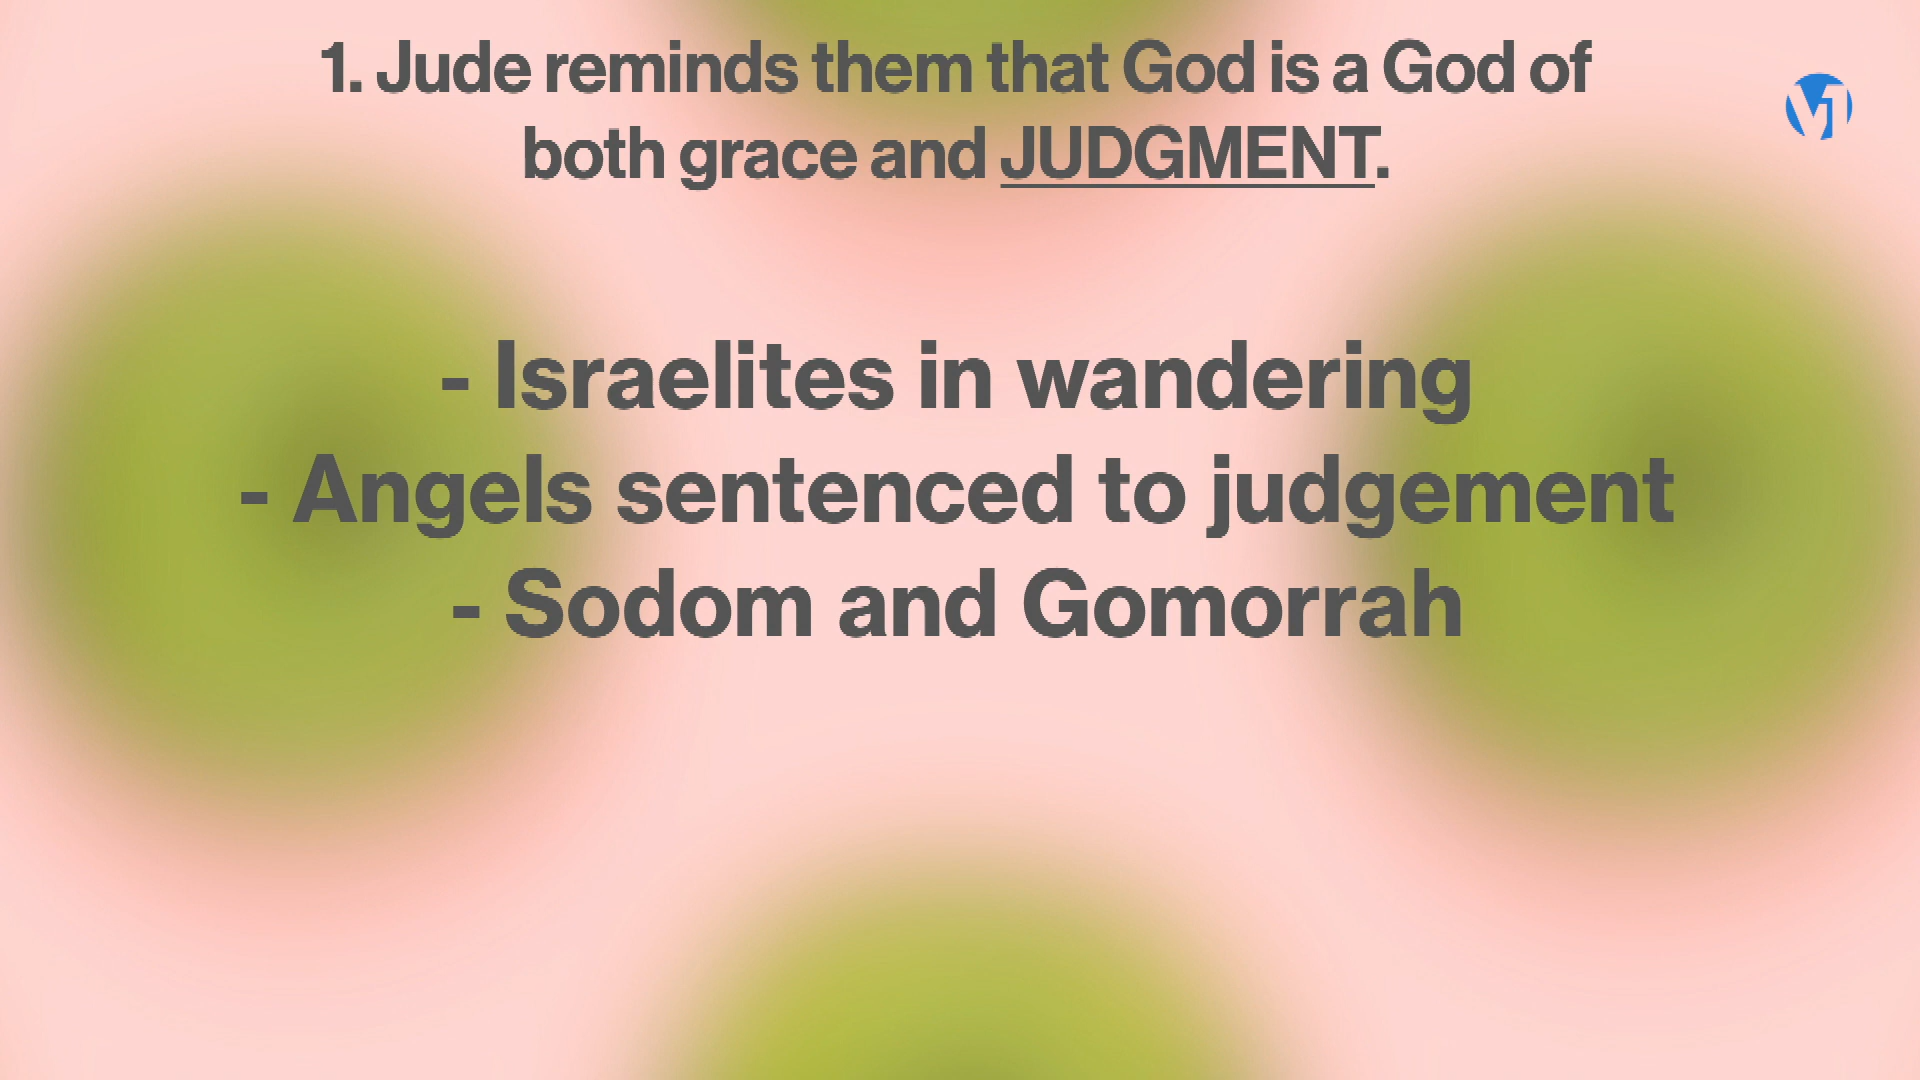 1. Jude reminds them that God is a God of
both grace and JUDGMENT.
- Israelites in wandering
- Angels sentenced to judgement
- Sodom and Gomorrah